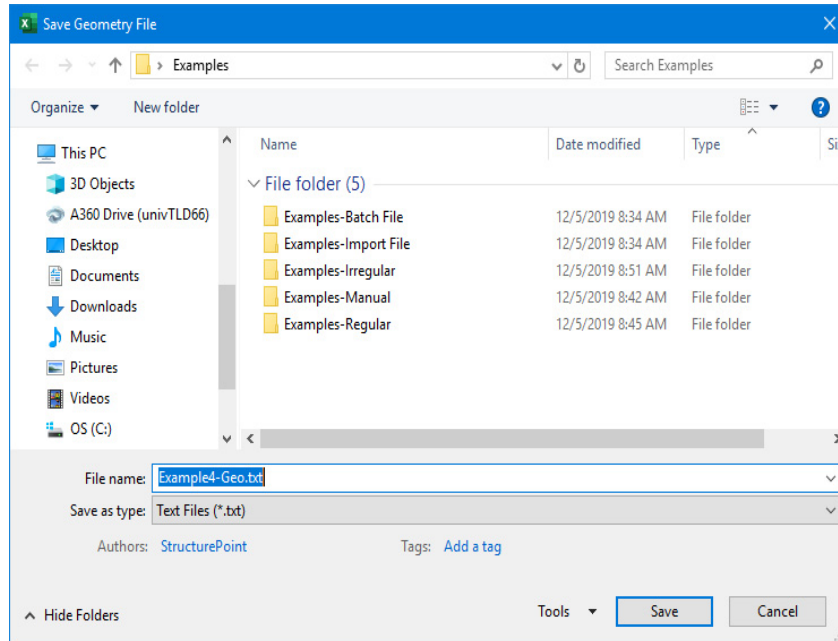 Save Geometry File
Examples
Search Examples
Organize
New folder
?
Name Date modified Type Si
This PC
3D Objects
A360 Drive (univTLD66)
Desktop
Documents
Downloads
Music
Pictures
Videos
OS (C:)
File folder (5)
Examples-Batch File 12/5/2019 8:34 AM File folder
Examples-Import File 12/5/2019 8:34 AM File folder
Examples-Irregular 12/5/2019 8:51 AM File folder
Examples-Manual 12/5/2019 8:42 AM File folder
Examples-Regular 12/5/2019 8:45 AM File folder
File name: Example4-Geo.txt
Save as type: Text Files (*.txt)
Authors: StructurePoint Tags: Add a tag
Hide Folders Tools Save Cancel